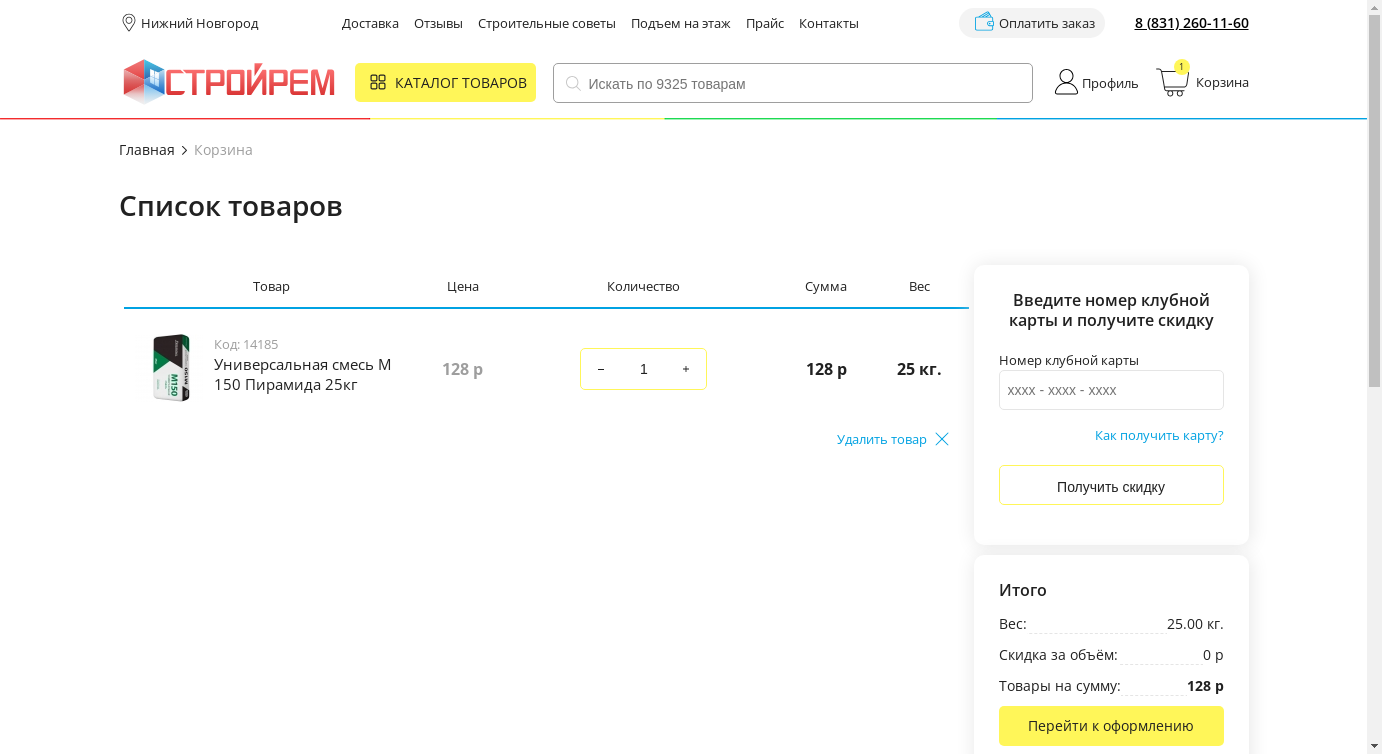 Нижний Новгород
Доставка Отзывы Строительные советы Подъем на этаж Прайс Контакты
Оплатить заказ
8 (831) 260-11-60
СТРОЙРЕМ
КАТАЛОГ ТОВАРОВ
Искать по 9325 товарам
Профиль
1
Корзина
Главная Корзина
Список товаров
Товар Цена Количество Сумма Вес
M150
Код: 14185
Универсальная смесь М
150 Пирамида 25кг
128 р
− 1 +
128 р
25 кг.
Удалить товар
Введите номер клубной
карты и получите скидку
Номер клубной карты
xxxx - xxxx - xxxx
Как получить карту?
Получить скидку
Итого
Вес: 25.00 кг.
Скидка за объём: 0 р
Товары на сумму: 128 р
Перейти к оформлению